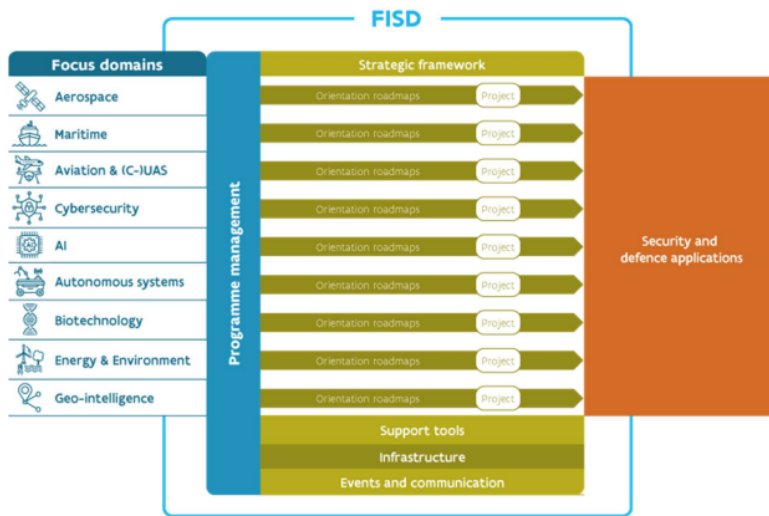 FISD
Focus domains
Strategic framework
Aerospace
Orientation roadmaps
Project
Maritime
Orientation roadmaps
Project
Aviation & (C-)UAS
Orientation roadmaps
Project
Cybersecurity
Orientation roadmaps
Project
AI
Orientation roadmaps
Project
Autonomous systems
Orientation roadmaps
Project
Biotechnology
Orientation roadmaps
Project
Energy & Environment
Orientation roadmaps
Project
Geo-intelligence
Orientation roadmaps
Project
Programme management
Security and
defence applications
Support tools
Infrastructure
Events and communication